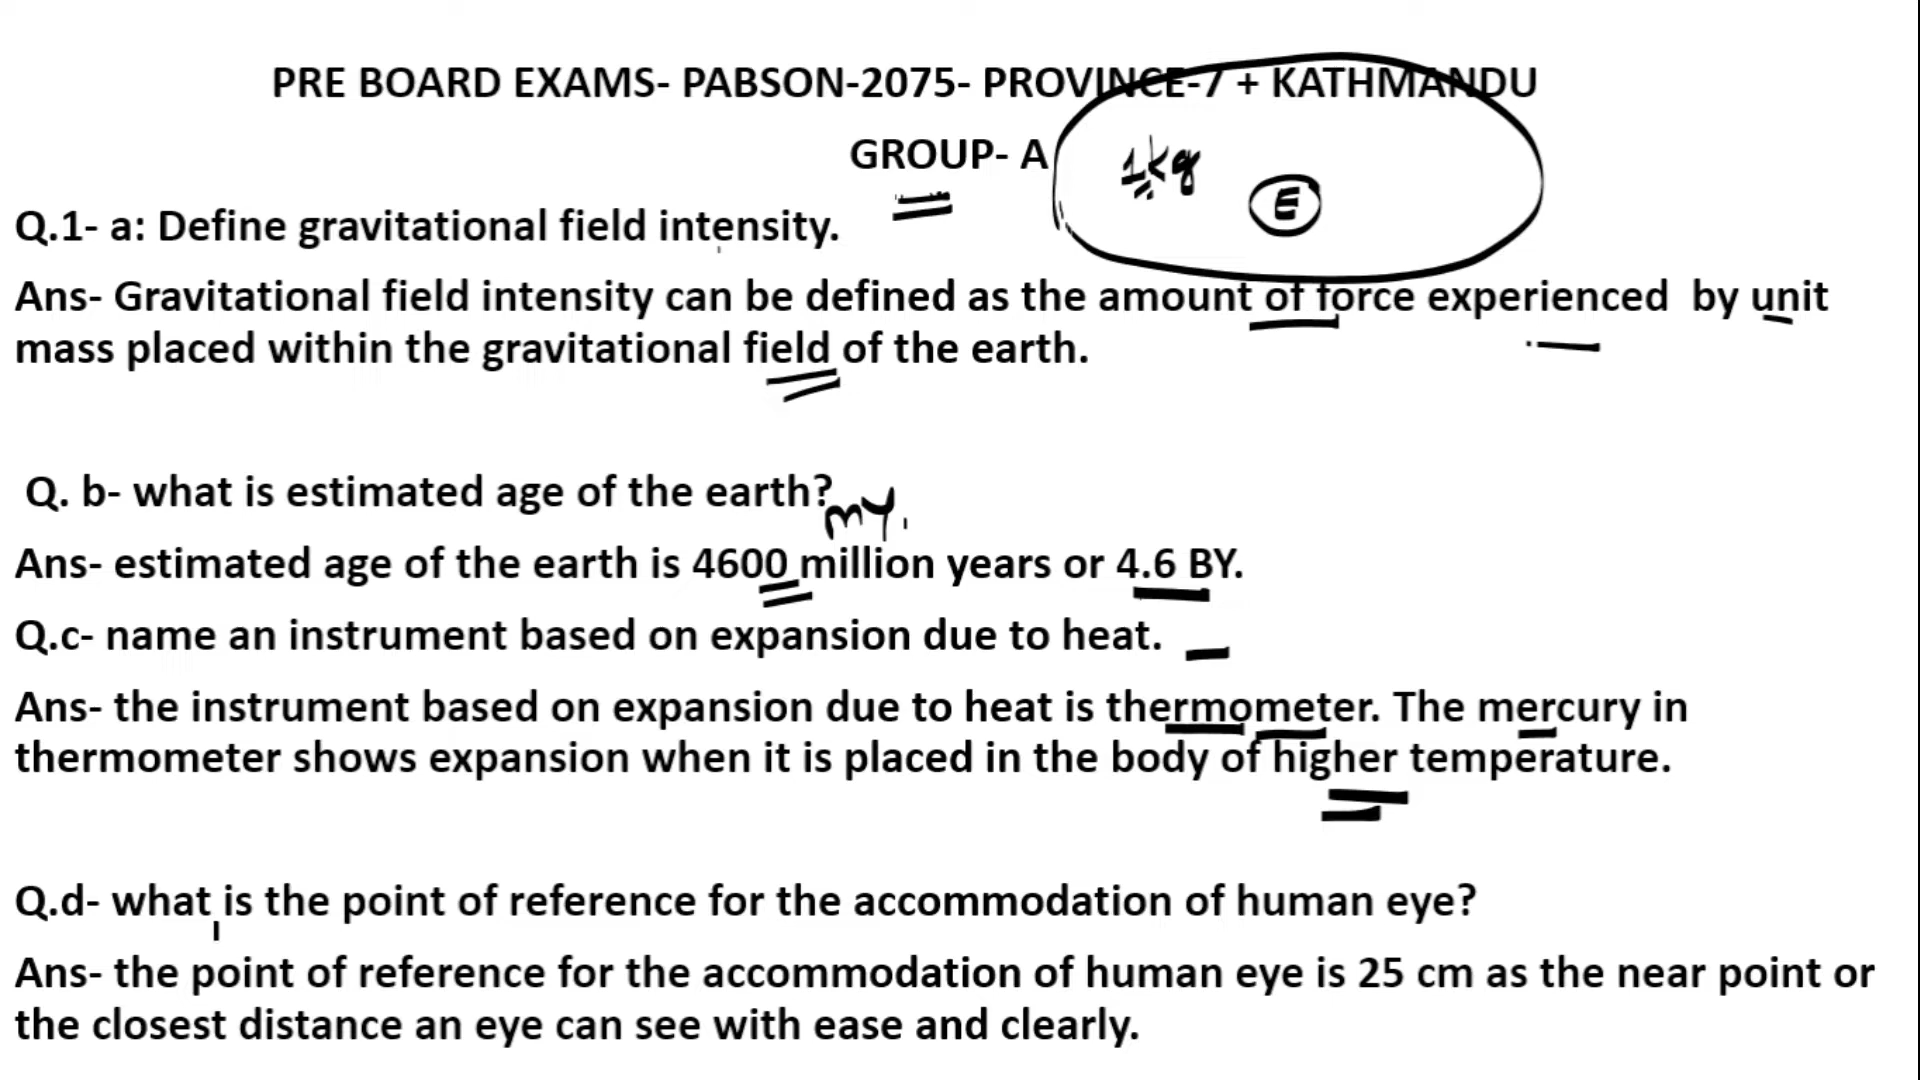 PRE BOARD EXAMS- PABSON-2075- PROVINCE-7 + KATHMANDU
GROUP- A
1kg
E
Q.1- a: Define gravitational field intensity.
Ans- Gravitational field intensity can be defined as the amount of force experienced by unit
mass placed within the gravitational field of the earth.
Q. b- what is estimated age of the earth?
my.
Ans- estimated age of the earth is 4600 million years or 4.6 BY.
Q.c- name an instrument based on expansion due to heat.
Ans- the instrument based on expansion due to heat is thermometer. The mercury in
thermometer shows expansion when it is placed in the body of higher temperature.
Q.d- what is the point of reference for the accommodation of human eye?
Ans- the point of reference for the accommodation of human eye is 25 cm as the near point or
the closest distance an eye can see with ease and clearly.